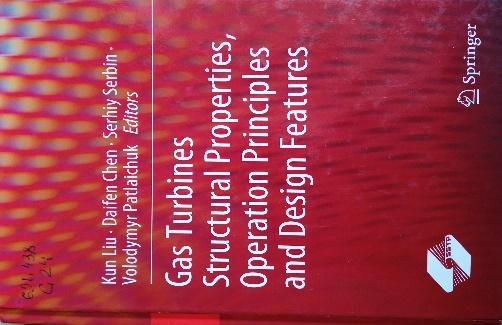 Kun Liu · Daifen Chen · Serhiy Serbin ·
Volodymyr Patlaichuk Editors
Gas Turbines
Structural Properties,
Operation Principles
and Design Features
Springer